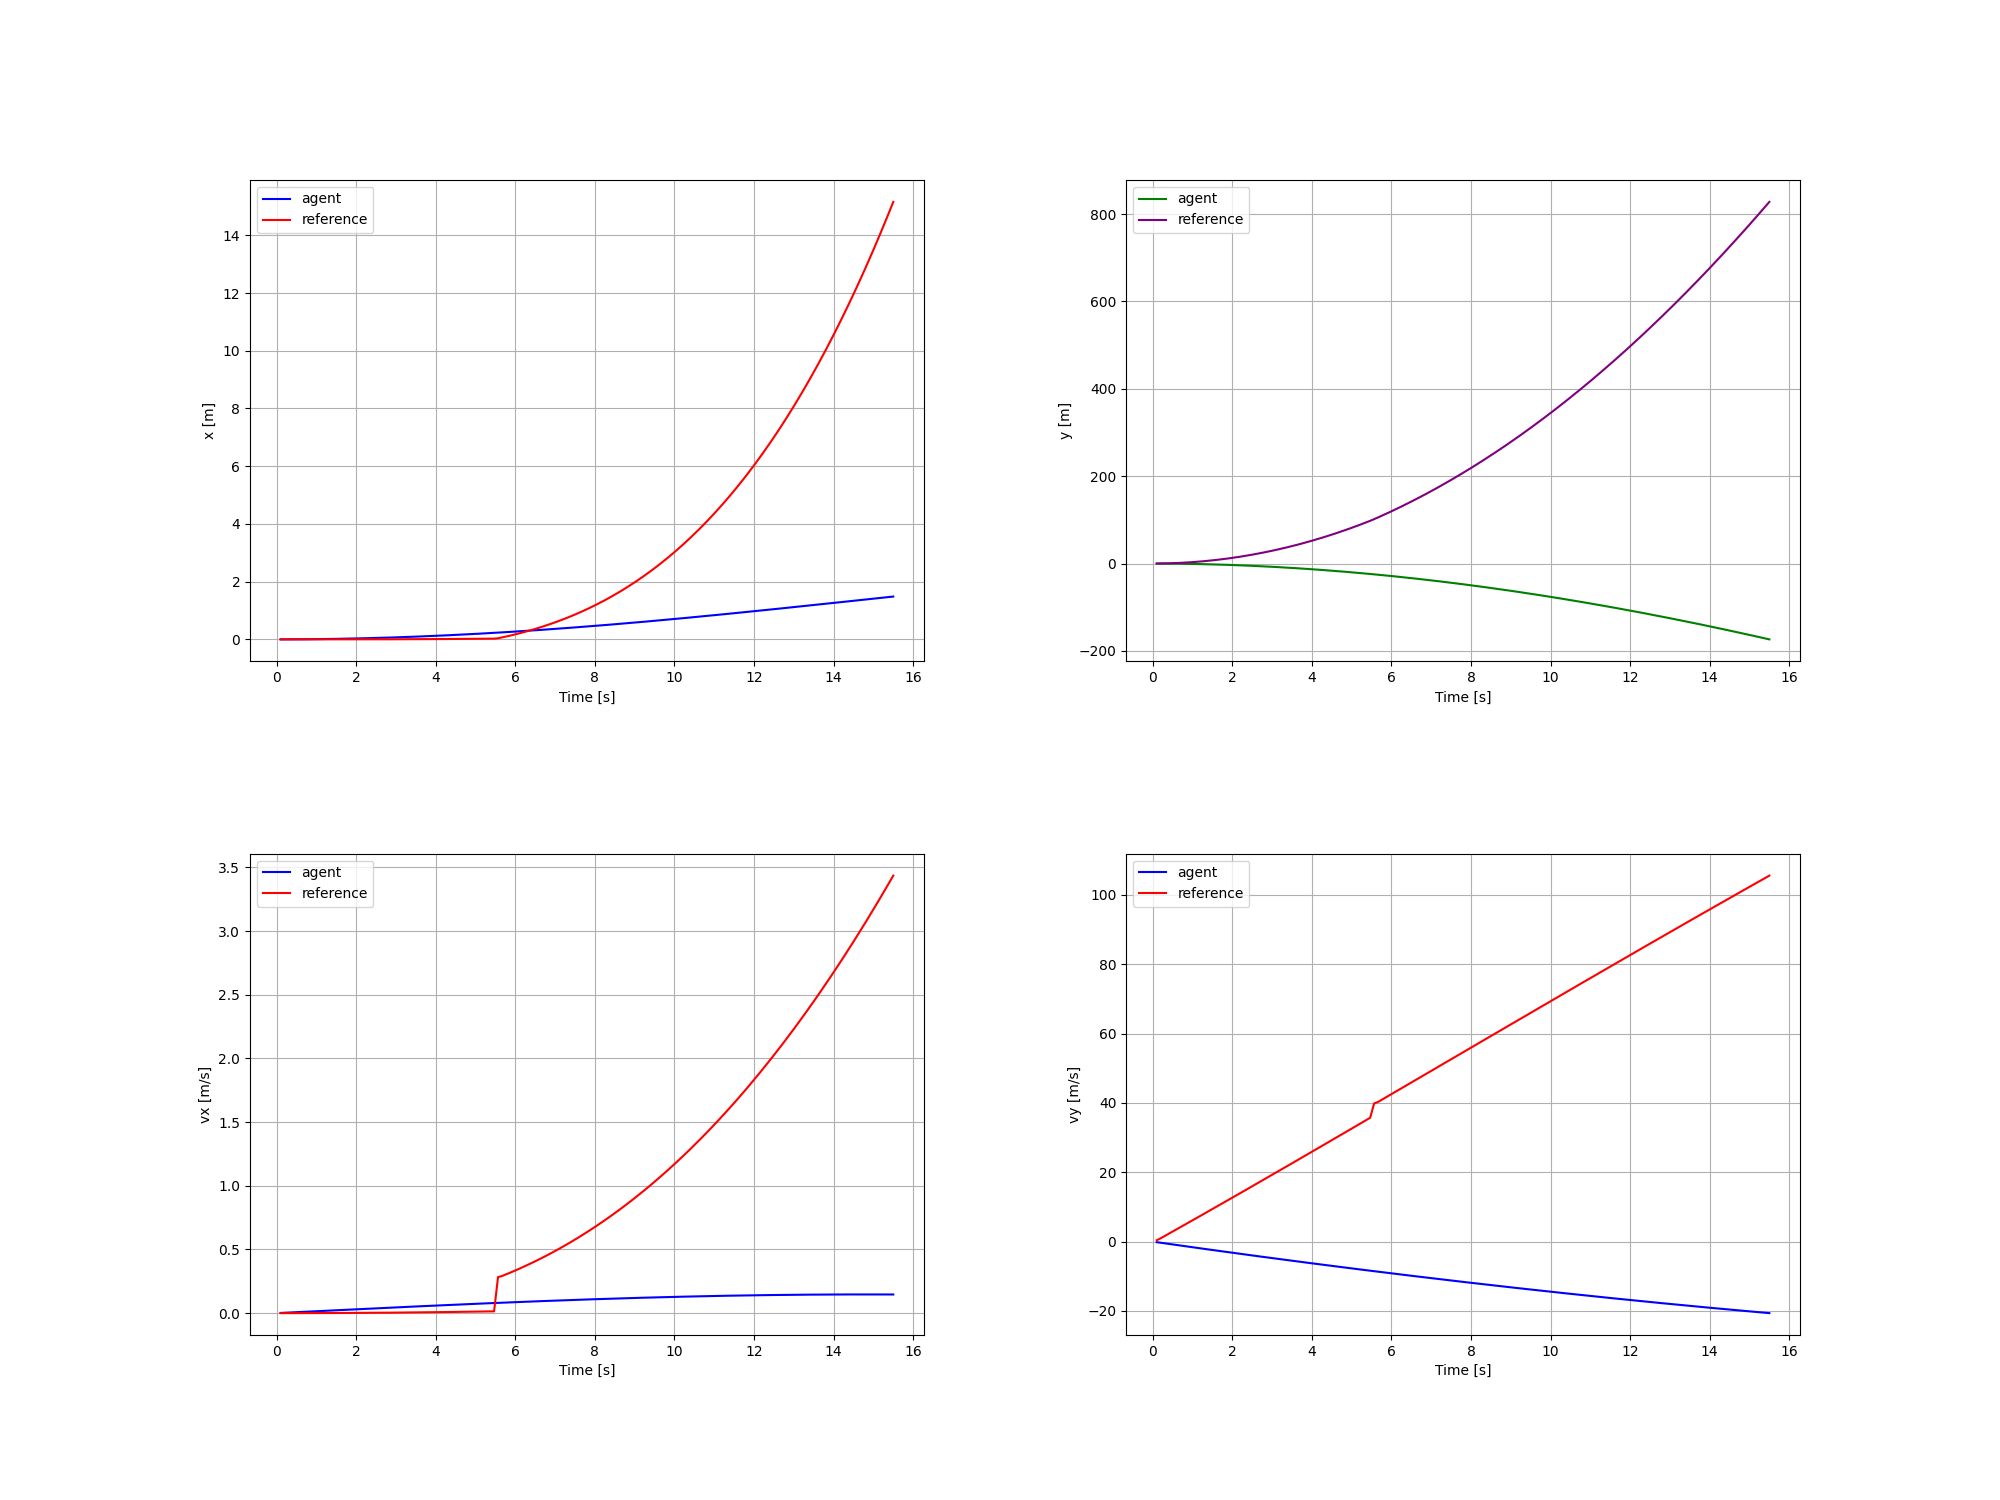 agent
reference
14
12
10
8
6
4
2
0
x [m]
0 2 4 6 8 10 12 14 16
Time [s]
agent
reference
800
600
400
200
0
−200
y [m]
0 2 4 6 8 10 12 14 16
Time [s]
agent
reference
3.5
3.0
2.5
2.0
1.5
1.0
0.5
0.0
vx [m/s]
0 2 4 6 8 10 12 14 16
Time [s]
agent
reference
100
80
60
40
20
0
−20
vy [m/s]
0 2 4 6 8 10 12 14 16
Time [s]